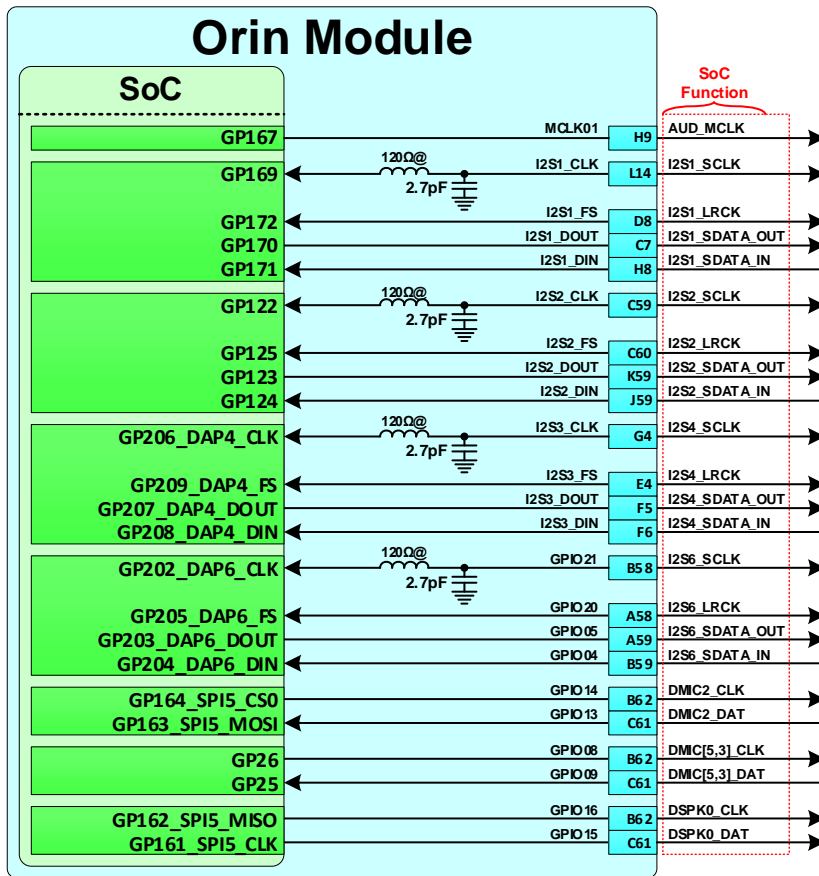 Orin Module
SoC
SoC
Function
GP167 MCLK01 H9 AUD_MCLK
120Ω@
GP169 I2S1_CLK L14 I2S1_SCLK
2.7pF
GP172 I2S1_FS D8 I2S1_LRCK
GP170 I2S1_DOUT C7 I2S1_SDATA_OUT
GP171 I2S1_DIN H8 I2S1_SDATA_IN
120Ω@
GP122 I2S2_CLK C59 I2S2_SCLK
2.7pF
GP125 I2S2_FS C60 I2S2_LRCK
GP123 I2S2_DOUT K59 I2S2_SDATA_OUT
GP124 I2S2_DIN J59 I2S2_SDATA_IN
120Ω@
GP206_DAP4_CLK I2S3_CLK G4 I2S4_SCLK
2.7pF
GP209_DAP4_FS I2S3_FS E4 I2S4_LRCK
GP207_DAP4_DOUT I2S3_DOUT F5 I2S4_SDATA_OUT
GP208_DAP4_DIN I2S3_DIN F6 I2S4_SDATA_IN
120Ω@
GP202_DAP6_CLK GPIO21 B58 I2S6_SCLK
2.7pF
GP205_DAP6_FS GPIO20 A58 I2S6_LRCK
GP203_DAP6_DOUT GPIO05 A59 I2S6_SDATA_OUT
GP204_DAP6_DIN GPIO04 B59 I2S6_SDATA_IN
GP164_SPI5_CS0 GPIO14 B62 DMIC2_CLK
GP163_SPI5_MOSI GPIO13 C61 DMIC2_DAT
GP26 GPIO08 B62 DMIC[5,3]_CLK
GP25 GPIO09 C61 DMIC[5,3]_DAT
GP162_SPI5_MISO GPIO16 B62 DSPK0_CLK
GP161_SPI5_CLK GPIO15 C61 DSPK0_DAT